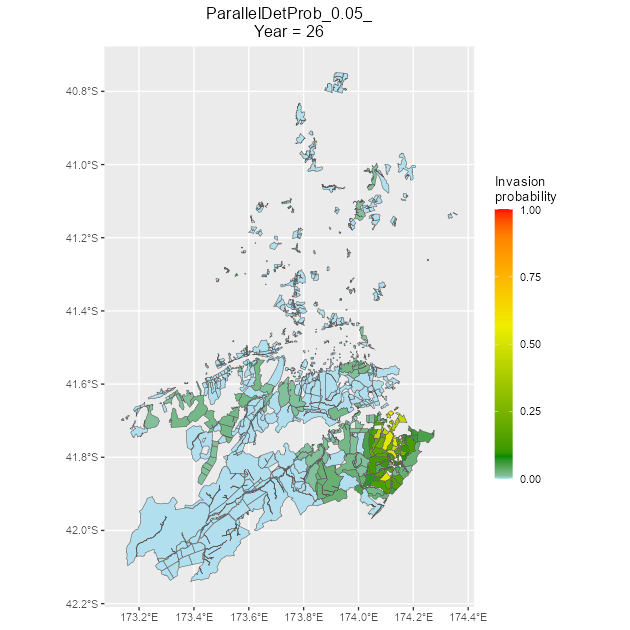 ParallelDetProb_0.05_
Year = 26
40.8°S
41.0°S
41.2°S
41.4°S
41.6°S
41.8°S
42.0°S
42.2°S
173.2°E 173.4°E 173.6°E 173.8°E 174.0°E 174.2°E 174.4°E
Invasion
probability
1.00
0.75
0.50
0.25
0.00